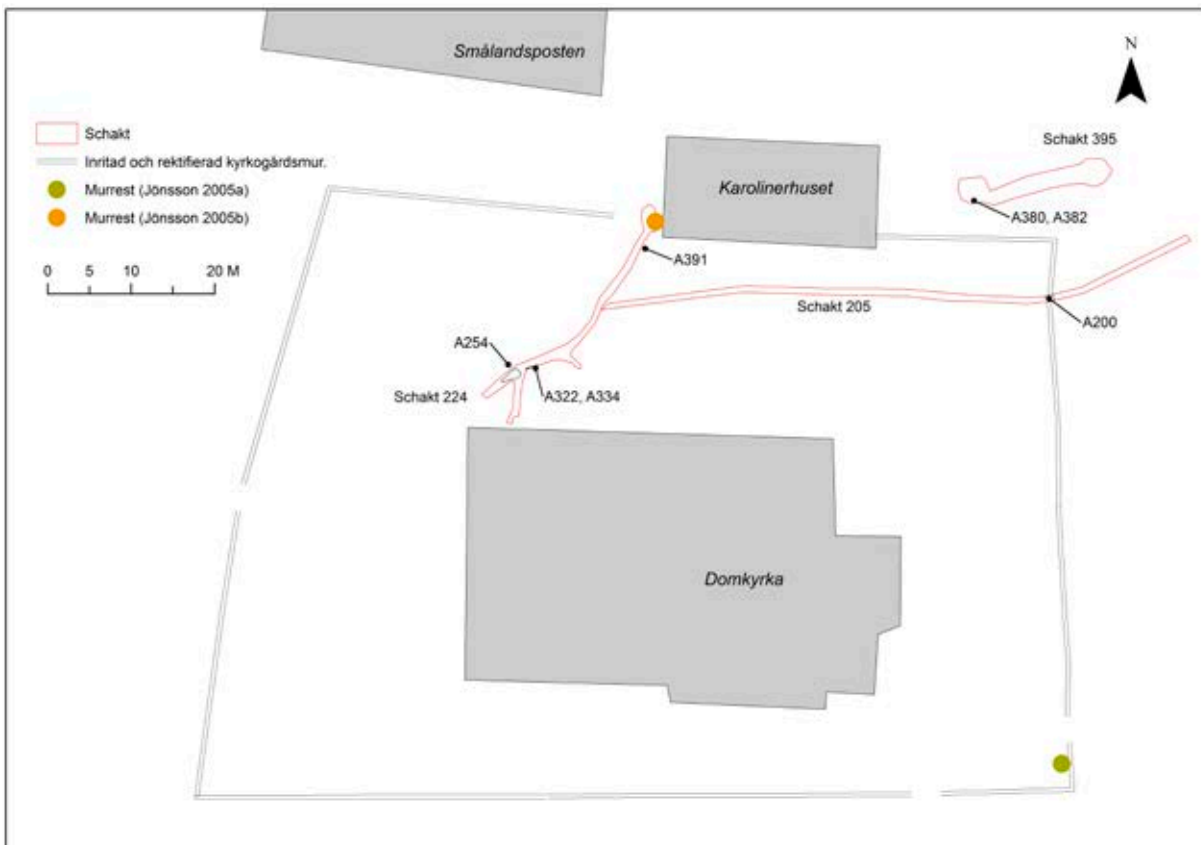 Smålandsposten
N
Schakt
Inritad och rektifierad kyrkogårdsmur.
Murrest (Jönsson 2005a)
Murrest (Jönsson 2005b)
0 5 10 20 M
Karolinerhuset
Schakt 395
A380, A382
A391
Schakt 205
A200
A254
Schakt 224
A322, A334
Domkyrka